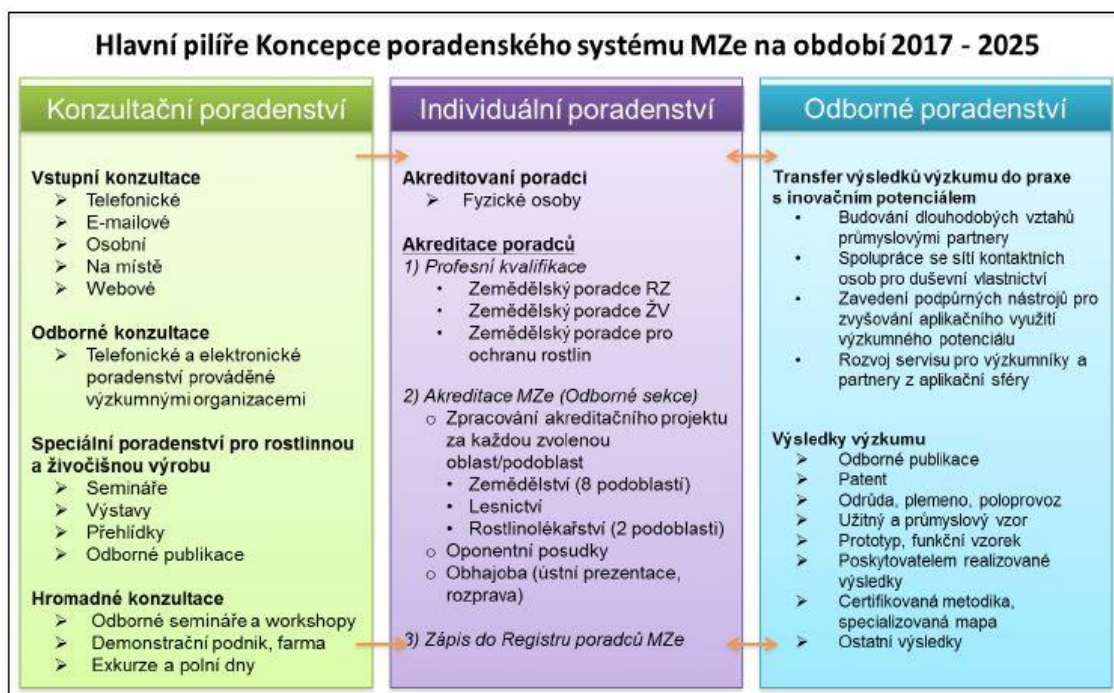 Hlavní pilíře Koncepce poradenského systému MZe na období 2017 - 2025
Konzultační poradenství
Vstupní konzultace
➢ Telefonické
➢ E-mailové
➢ Osobní
➢ Na místě
➢ Webové
Odborné konzultace
➢ Telefonické a elektronické
poradenství prováděné
výzkumnými organizacemi
Speciální poradenství pro rostlinnou
a živočišnou výrobu
➢ Semináře
➢ Výstavy
➢ Přehlídky
➢ Odborné publikace
Hromadné konzultace
➢ Odborné semináře a workshopy
➢ Demonstrační podnik, farma
➢ Exkurze a polní dny
Individuální poradenství
Akreditovaní poradci
➢ Fyzické osoby
Akreditace poradců
1) Profesní kvalifikace
• Zemědělský poradce RZ
• Zemědělský poradce ŽV
• Zemědělský poradce pro
ochranu rostlin
2) Akreditace MZe (Odborné sekce)
o Zpracování akreditačního projektu
za každou zvolenou
oblast/podoblast
• Zemědělství (8 podoblastí)
• Lesnictví
• Rostlinolékařství (2 podoblasti)
o Oponentní posudky
o Obhajoba (ústní prezentace,
rozprava)
3) Zápis do Registru poradců MZe
Odborné poradenství
Transfer výsledků výzkumu do praxe
s inovačním potenciálem
• Budování dlouhodobých vztahů
průmyslovými partnery
• Spolupráce se sítí kontaktních
osob pro duševní vlastnictví
• Zavedení podpůrných nástrojů pro
zvyšování aplikačního využití
výzkumného potenciálu
• Rozvoj servisu pro výzkumníky a
partnery z aplikační sféry
Výsledky výzkumu
➢ Odborné publikace
➢ Patent
➢ Odrůda, plemeno, poloprovoz
➢ Užitný a průmyslový vzor
➢ Prototyp, funkční vzorek
➢ Poskytovatelem realizované
výsledky
➢ Certifikovaná metodika,
specializovaná mapa
➢ Ostatní výsledky